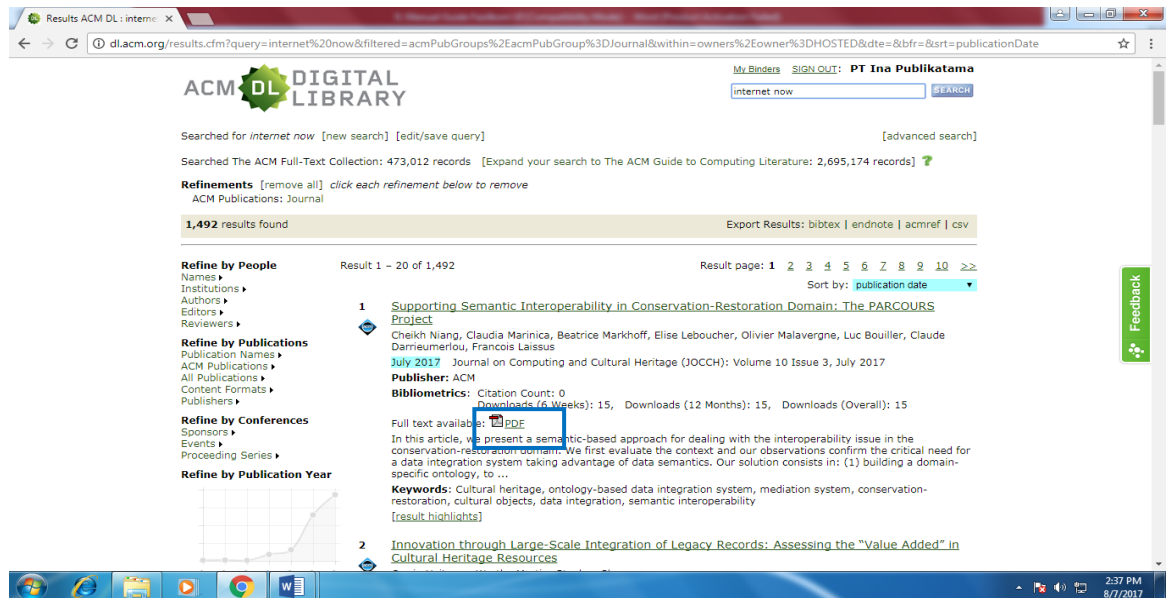 Results ACM DL : interne
dl.acm.org/results.cfm?query=internet%20now&filtered=acmPubGroups%2EacmPubGroup%3DJournal&within=owners%2Eowner%3DHOSTED&dte=&bfr=&srt=publicationDate
My Binders SIGN OUT: PT Ina Publikatama
ACM DL DIGITAL
LIBRARY
internet now SEARCH
Searched for internet now [new search] [edit/save query] [advanced search]
Searched The ACM Full-Text Collection: 473,012 records [Expand your search to The ACM Guide to Computing Literature: 2,695,174 records] ?
Refinements [remove all] click each refinement below to remove
ACM Publications: Journal
1,492 results found Export Results: bibtex | endnote | acmref | csv
Refine by People
Names
Institutions
Authors
Editors
Reviewers
Refine by Publications
Publication Names
ACM Publications
All Publications
Content Formats
Publishers
Refine by Conferences
Sponsors
Events
Proceeding Series
Refine by Publication Year
Result 1 – 20 of 1,492 Result page: 1 2 3 4 5 6 7 8 9 10 >>
Sort by: publication date
1 Supporting Semantic Interoperability in Conservation-Restoration Domain: The PARCOURS
Project
Cheikh Niang, Claudia Marinica, Beatrice Markhoff, Elise Leboucher, Olivier Malavergne, Luc Bouiller, Claude
Darrieumerlou, Francois Laissus
July 2017 Journal on Computing and Cultural Heritage (JOCCH): Volume 10 Issue 3, July 2017
Publisher: ACM
Bibliometrics: Citation Count: 0
Downloads (6 Weeks): 15, Downloads (12 Months): 15, Downloads (Overall): 15
Full text available: PDF
In this article, we present a semantic-based approach for dealing with the interoperability issue in the
conservation-restoration domain. We first evaluate the context and our observations confirm the critical need for
a data integration system taking advantage of data semantics. Our solution consists in: (1) building a domain-
specific ontology, to ...
Keywords: Cultural heritage, ontology-based data integration system, mediation system, conservation-
restoration, cultural objects, data integration, semantic interoperability
[result highlights]
2 Innovation through Large-Scale Integration of Legacy Records: Assessing the “Value Added” in
Cultural Heritage Resources
Feedback
2:37 PM
8/7/2017